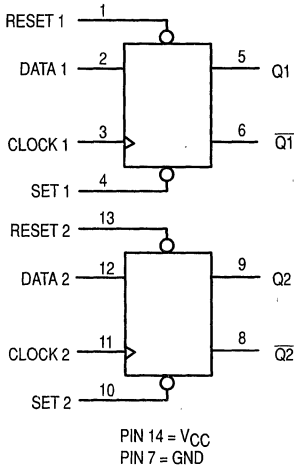 RESET 1 1
DATA 1 2 5 Q1
CLOCK 1 3 6 Q1
SET 1 4
RESET 2 13
DATA 2 12 9 Q2
CLOCK 2 11 8 Q2
SET 2 10
PIN 14 = VCC
PIN 7 = GND